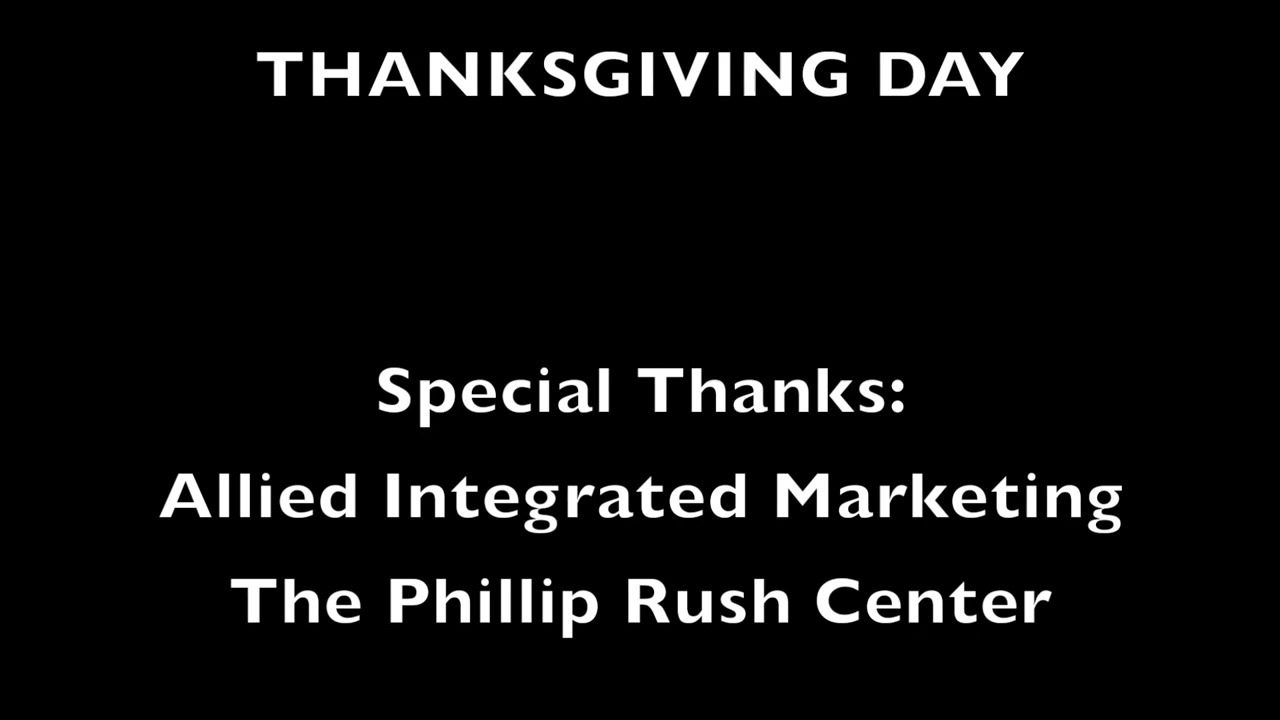 THANKSGIVING DAY
Special Thanks:
Allied Integrated Marketing
The Phillip Rush Center